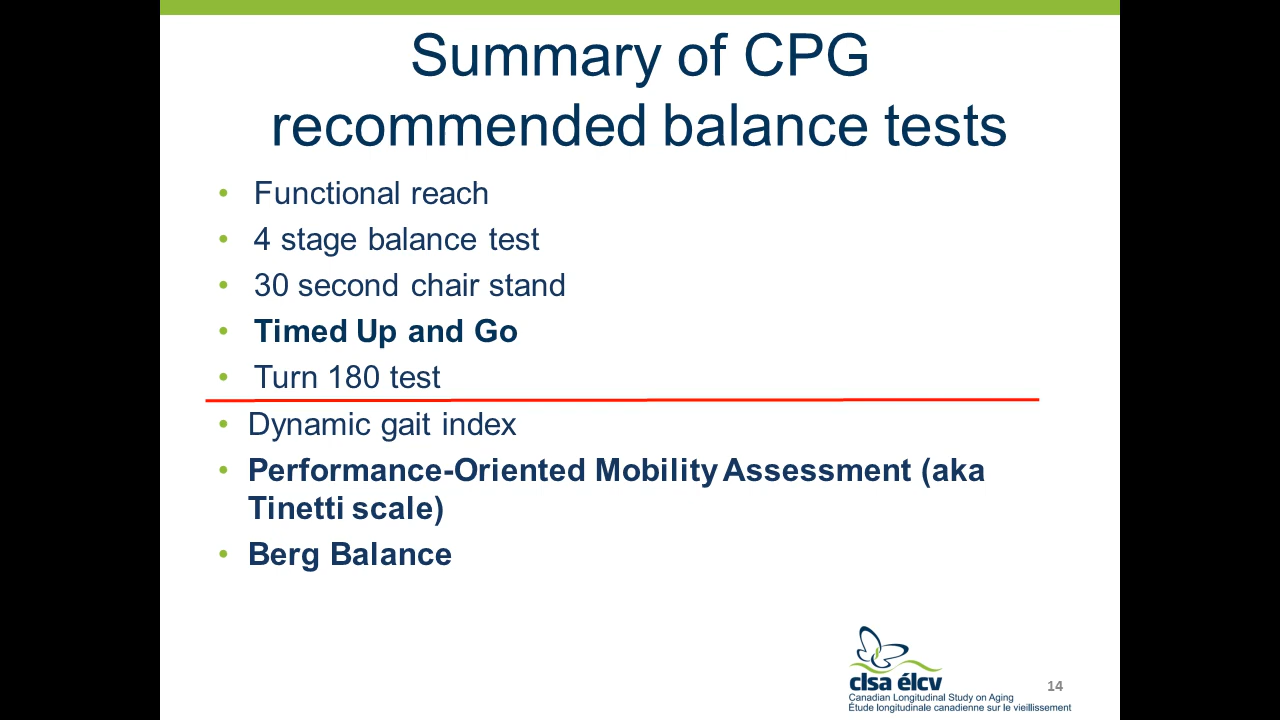 Summary of CPG
recommended balance tests
• Functional reach
• 4 stage balance test
• 30 second chair stand
• Timed Up and Go
• Turn 180 test
• Dynamic gait index
• Performance-Oriented Mobility Assessment (aka
Tinetti scale)
• Berg Balance
clsa élcv
Canadian Longitudinal Study on Aging
Étude longitudinale canadienne sur le vieillissement
14